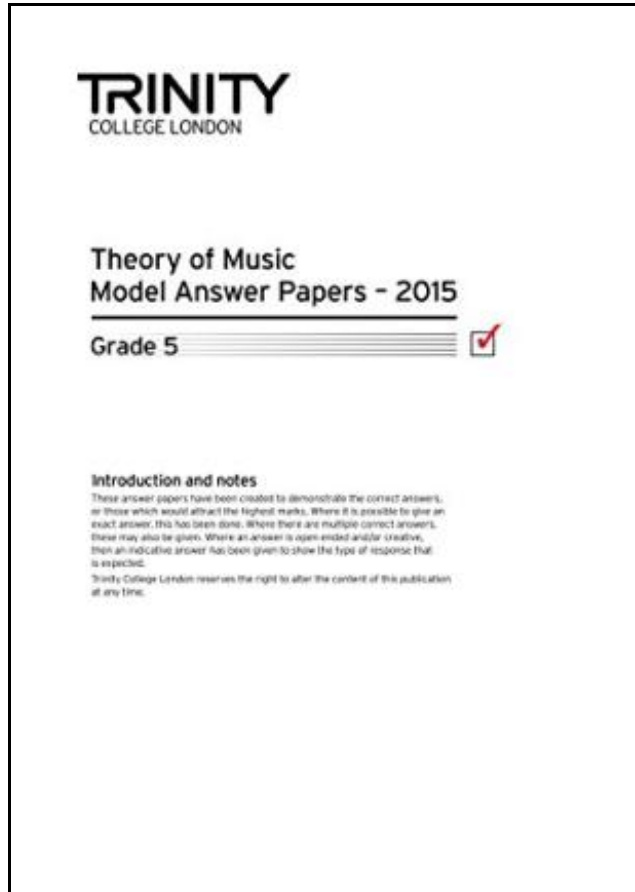 TRINITY
COLLEGE LONDON
Theory of Music
Model Answer Papers – 2015
Grade 5
Introduction and notes
These answer papers have been created to demonstrate the correct answers,
or those which would attract the highest marks. Where it is possible to give an
exact answer, this has been done. Where there are multiple correct answers,
these may also be given. Where an answer is open ended and/or creative,
then an indicative answer has been given to show the type of response that
is expected.
Trinity College London reserves the right to alter the content of this publication
at any time.